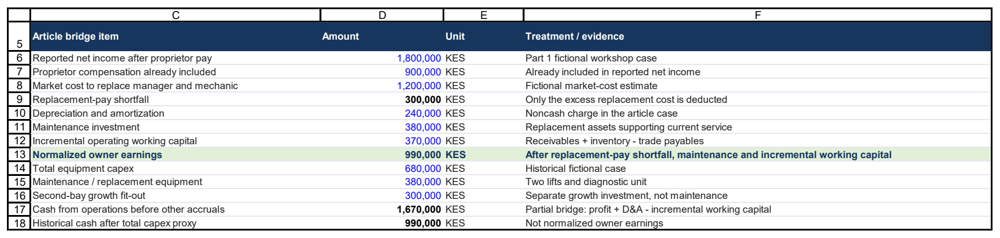 C D E F
5 Article bridge item Amount Unit Treatment / evidence
6 Reported net income after proprietor pay 1,800,000 KES Part 1 fictional workshop case
7 Proprietor compensation already included 900,000 KES Already included in reported net income
8 Market cost to replace manager and mechanic 1,200,000 KES Fictional market-cost estimate
9 Replacement-pay shortfall 300,000 KES Only the excess replacement cost is deducted
10 Depreciation and amortization 240,000 KES Noncash charge in the article case
11 Maintenance investment 380,000 KES Replacement assets supporting current service
12 Incremental operating working capital 370,000 KES Receivables + inventory - trade payables
13 Normalized owner earnings 990,000 KES After replacement-pay shortfall, maintenance and incremental working capital
14 Total equipment capex 680,000 KES Historical fictional case
15 Maintenance / replacement equipment 380,000 KES Two lifts and diagnostic unit
16 Second-bay growth fit-out 300,000 KES Separate growth investment, not maintenance
17 Cash from operations before other accruals 1,670,000 KES Partial bridge: profit + D&A - incremental working capital
18 Historical cash after total capex proxy 990,000 KES Not normalized owner earnings